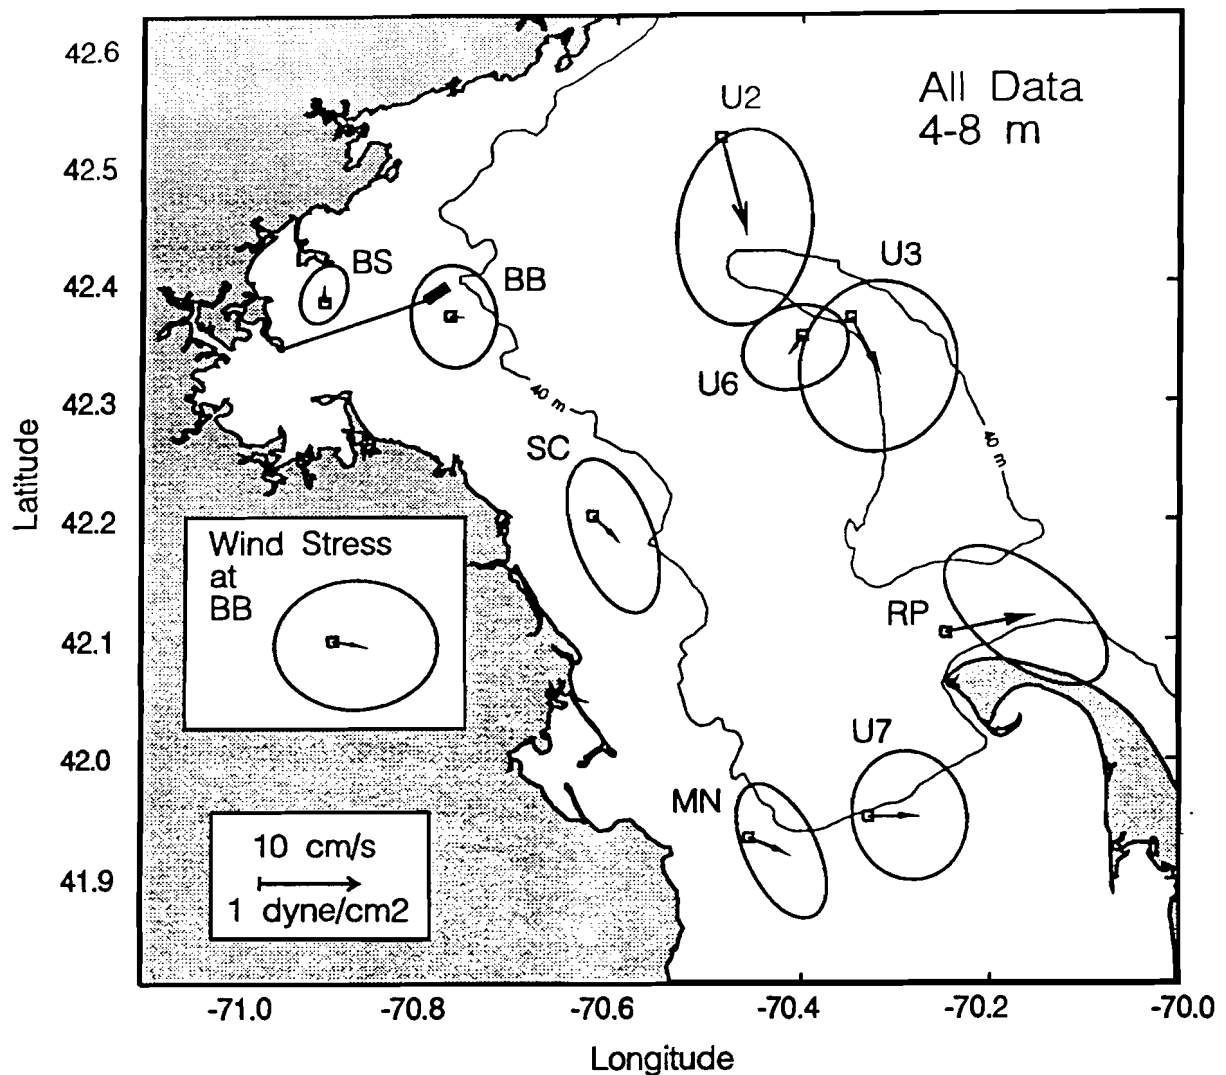 All Data
4-8 m
U2
U3
BS
BB
U6
40 m
40 m
SC
Wind Stress
at
BB
RP
U7
MN
10 cm/s
1 dyne/cm2
42.6
42.5
42.4
42.3
42.2
42.1
42.0
41.9
Latitude
-71.0
-70.8
-70.6
-70.4
-70.2
-70.0
Longitude